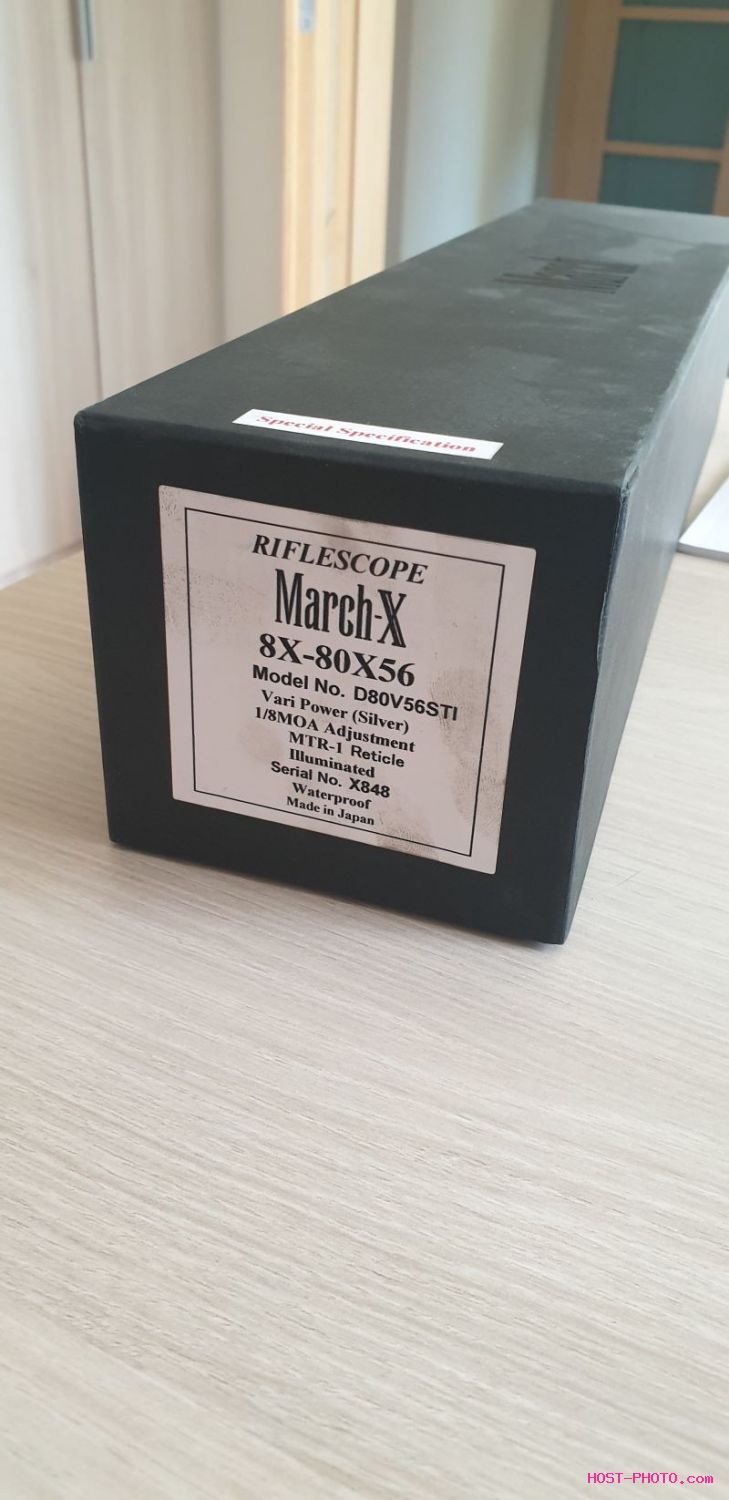 March
Special Specification
RIFLESCOPE
March-X
8X-80X56
Model No. D80V56STI
Vari Power (Silver)
1/8MOA Adjustment
MTR-1 Reticle
Illuminated
Serial No. X848
Waterproof
Made in Japan
HOST-PHOTO.com